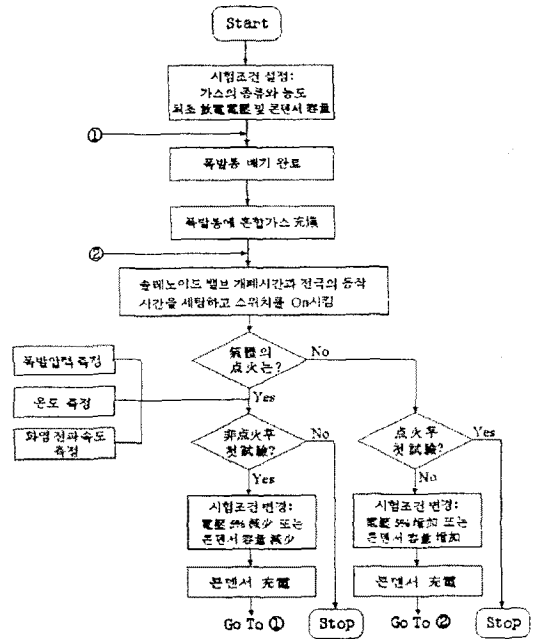 Start
시험조건 설정:
가스의 종류와 농도
최초 放電電壓 및 콘덴서 容量
①
폭발통 배기 완료
폭발통에 혼합가스 充塡
②
솔레노이드 밸브 개폐시간과 전극의 동작
시간을 세팅하고 스위치를 On시킴
氣體의
点火는?
No
Yes
폭발압력 측정
온도 측정
화염전파속도
측정
非点火후
첫試驗?
No
Yes
点火후
첫試驗?
Yes
No
시험조건 변경:
電壓 5% 減少 또는
콘덴서 容量 減少
시험조건 변경:
電壓 5% 增加 또는
콘덴서 容量 增加
콘덴서 充電
콘덴서 充電
Go To ①
Stop
Go To ②
Stop